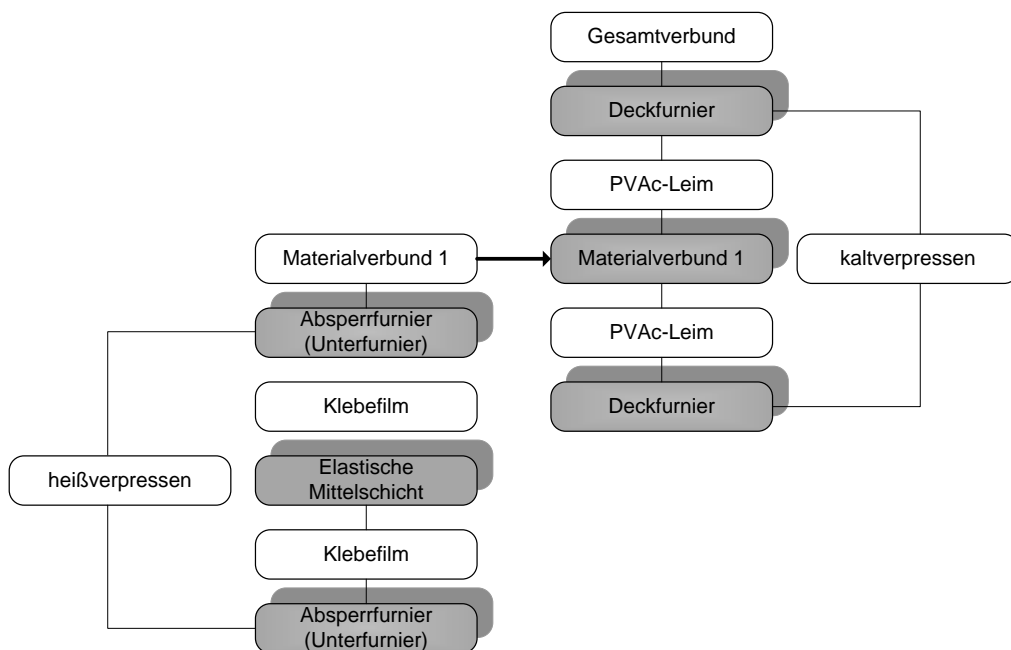 Gesamtverbund
Deckfurnier
PVAc-Leim
Materialverbund 1
Materialverbund 1
kaltverpressen
Absperrfurnier
(Unterfurnier)
PVAc-Leim
Klebefilm
Deckfurnier
heißverpressen
Elastische
Mittelschicht
Klebefilm
Absperrfurnier
(Unterfurnier)